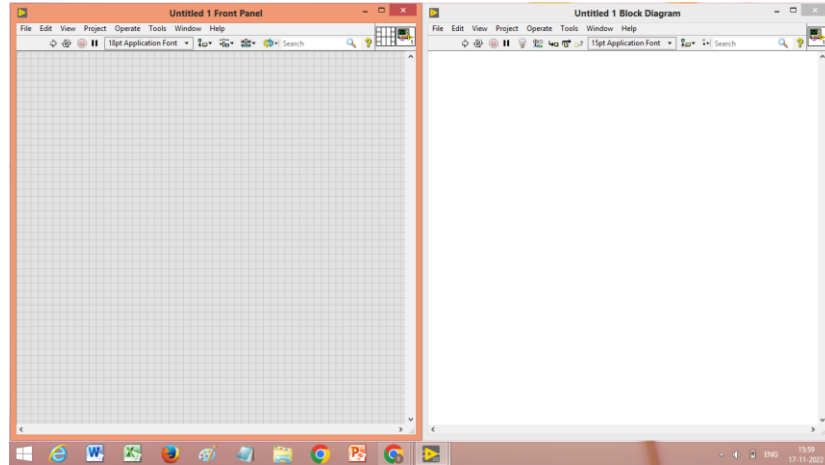 Untitled 1 Front Panel
File Edit View Project Operate Tools Window Help
18pt Application Font Search
1
Untitled 1 Block Diagram
File Edit View Project Operate Tools Window Help
15pt Application Font Search
1
ENG
15:59
17-11-2022